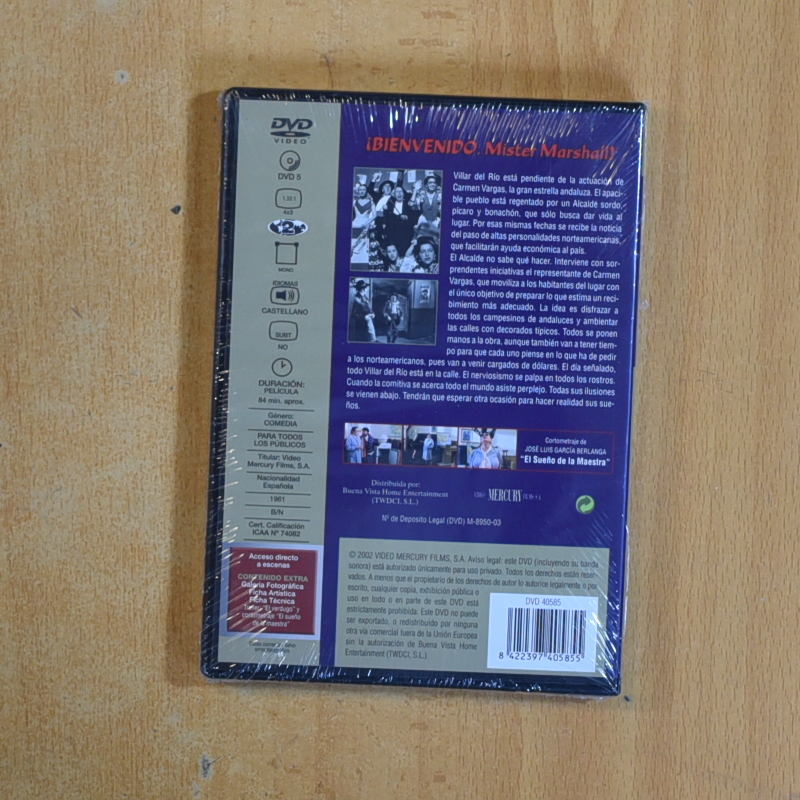 DVD
VIDEO
DVD 5
1.33:1
4x3
2
MONO
IDIOMAS
CASTELLANO
SUBT
NO
DURACIÓN:
PELÍCULA
84 min. aprox.
Género:
COMEDIA
PARA TODOS
LOS PÚBLICOS
Titular: Video
Mercury Films, S.A.
Nacionalidad
Española
1961
B/N
Cert. Calificación
ICAA Nº 74082
Acceso directo
a escenas
CONTENIDO EXTRA
Galería Fotográfica
Ficha Artística
Ficha Técnica
"El verdugo" y
cortometraje "El sueño
de la maestra"
¡BIENVENIDO, Mister Marshall!
Villar del Río está pendiente de la actuación de
Carmen Vargas, la gran estrella andaluza. El apaci-
ble pueblo está regentado por un Alcalde sordo,
pícaro y bonachón, que sólo busca dar vida al
lugar. Por esas mismas fechas se recibe la noticia
del paso de altas personalidades norteamericanas,
que facilitarán ayuda económica al país.
El Alcalde no sabe qué hacer. Interviene con sor-
prendentes iniciativas el representante de Carmen
Vargas, que moviliza a los habitantes del lugar con
el único objetivo de preparar lo que estima un reci-
bimiento más adecuado. La idea es disfrazar a
todos los campesinos de andaluces y ambientar
las calles con decorados típicos. Todos se ponen
manos a la obra, aunque también van a tener tiem-
po para que cada uno piense en lo que ha de pedir
a los norteamericanos, pues van a venir cargados de dólares. El día señalado,
todo Villar del Río está en la calle. El nerviosismo se palpa en todos los rostros.
Cuando la comitiva se acerca todo el mundo asiste perplejo. Todas sus ilusiones
se vienen abajo. Tendrán que esperar otra ocasión para hacer realidad sus sue-
ños.
Cortometraje de
JOSÉ LUIS GARCÍA BERLANGA
"El Sueño de la Maestra"
Distribuida por:
Buena Vista Home Entertainment
(TWDCI, S.L.)
MERCURY
Nº de Deposito Legal (DVD) M-8950-03
© 2002 VIDEO MERCURY FILMS, S.A. Aviso legal: este DVD (incluyendo su banda
sonora) está autorizado únicamente para uso privado. Todos los derechos están reser-
vados. A menos que el propietario de los derechos de autor lo autorice legalmente o por
escrito, cualquier copia, exhibición pública o
uso en todo o en parte de este DVD está
estrictamente prohibida. Este DVD no puede
ser exportado, o redistribuido por ninguna
otra vía comercial fuera de la Unión Europea
sin la autorización de Buena Vista Home
Entertainment (TWDCI, S.L.)
DVD 40585
8 422397 405855